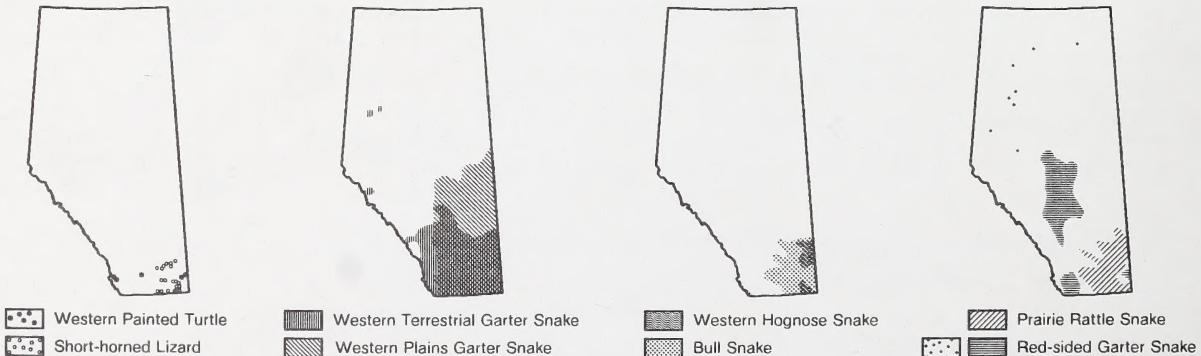 Western Painted Turtle
Short-horned Lizard
Western Terrestrial Garter Snake
Western Plains Garter Snake
Western Hognose Snake
Bull Snake
Prairie Rattle Snake
Red-sided Garter Snake